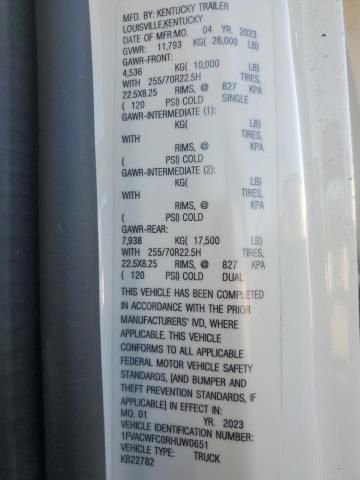 MFD. BY: KENTUCKY TRAILER
LOUISVILLE,KENTUCKY
DATE OF MFR:MO. 04 YR. 2023
GVWR: 11,793 KG( 26,000 LB)
GAWR-FRONT:
4,536 KG( 10,000 LB)
WITH 255/70R22.5H TIRES,
22.5X8.25 RIMS, @ 827 KPA
( 120 PSI) COLD SINGLE
GAWR-INTERMEDIATE (1):
KG( LB)
WITH TIRES,
RIMS, @ KPA
( PSI) COLD
GAWR-INTERMEDIATE (2):
KG( LB)
WITH TIRES,
RIMS, @ KPA
( PSI) COLD
GAWR-REAR:
7,938 KG( 17,500 LB)
WITH 255/70R22.5H TIRES,
22.5X8.25 RIMS, @ 827 KPA
( 120 PSI) COLD DUAL
THIS VEHICLE HAS BEEN COMPLETED
IN ACCORDANCE WITH THE PRIOR
MANUFACTURERS' IVD, WHERE
APPLICABLE. THIS VEHICLE
CONFORMS TO ALL APPLICABLE
FEDERAL MOTOR VEHICLE SAFETY
STANDARDS, [AND BUMPER AND
THEFT PREVENTION STANDARDS, IF
APPLICABLE] IN EFFECT IN:
MO. 01 YR. 2023
VEHICLE IDENTIFICATION NUMBER:
1FVACWFC0RHUW0651
VEHICLE TYPE: TRUCK
KB22782